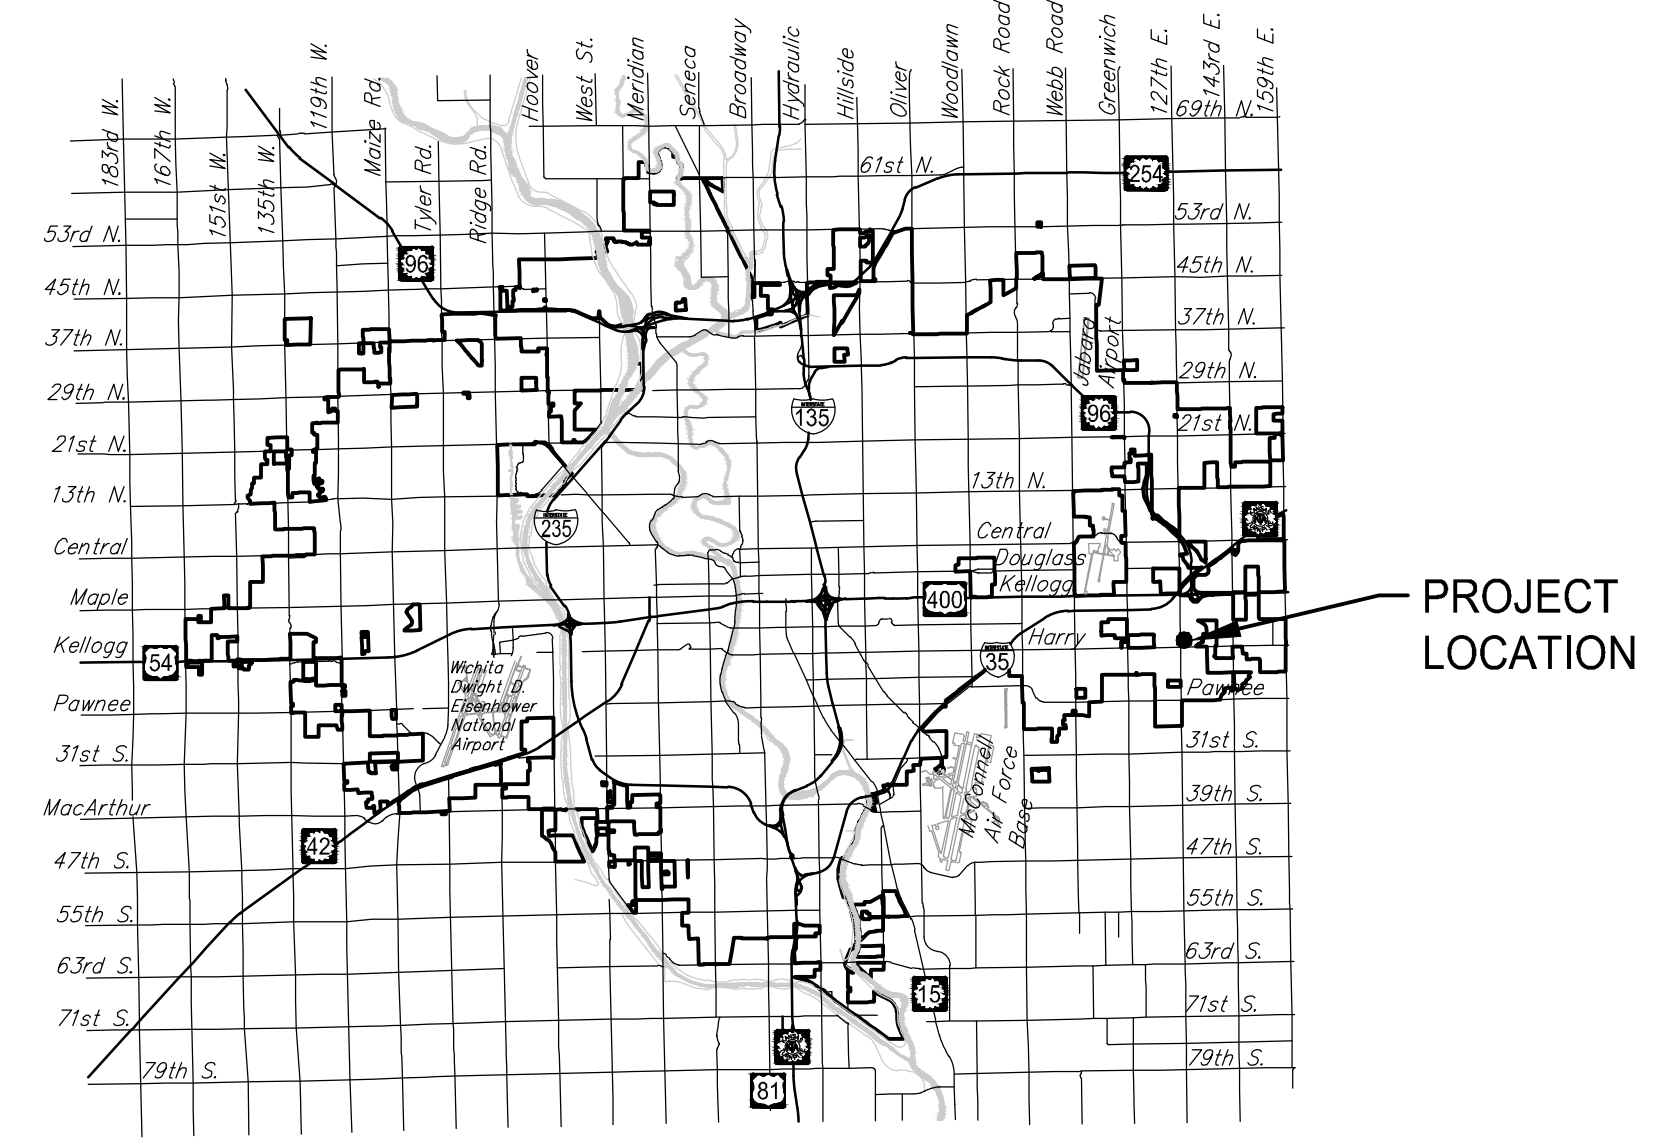 183rd W.
167th W.
151st W.
135th W.
119th W.
Maize Rd.
Tyler Rd.
Ridge Rd.
Hoover
West St.
Meridian
Seneca
Broadway
Hydraulic
Hillside
Oliver
Woodlawn
Rock Road
Webb Road
Greenwich
127th E.
143rd E.
159th E.
69th N.
61st N.
254
53rd N.
53rd N.
96
45th N.
45th N.
37th N.
37th N.
Jabara
Airport
29th N.
29th N.
96
INTERSTATE
135
21st N.
21st N.
13th N.
13th N.
INTERSTATE
235
Central
Central
Douglass
Kellogg
400
Maple
PROJECT
LOCATION
Kellogg
54
Harry
INTERSTATE
35
Wichita
Dwight D.
Eisenhower
National
Airport
Pawnee
Pawnee
31st S.
31st S.
McConnell
Air Force
Base
MacArthur
39th S.
42
47th S.
47th S.
55th S.
55th S.
63rd S.
63rd S.
15
71st S.
71st S.
79th S.
79th S.
81